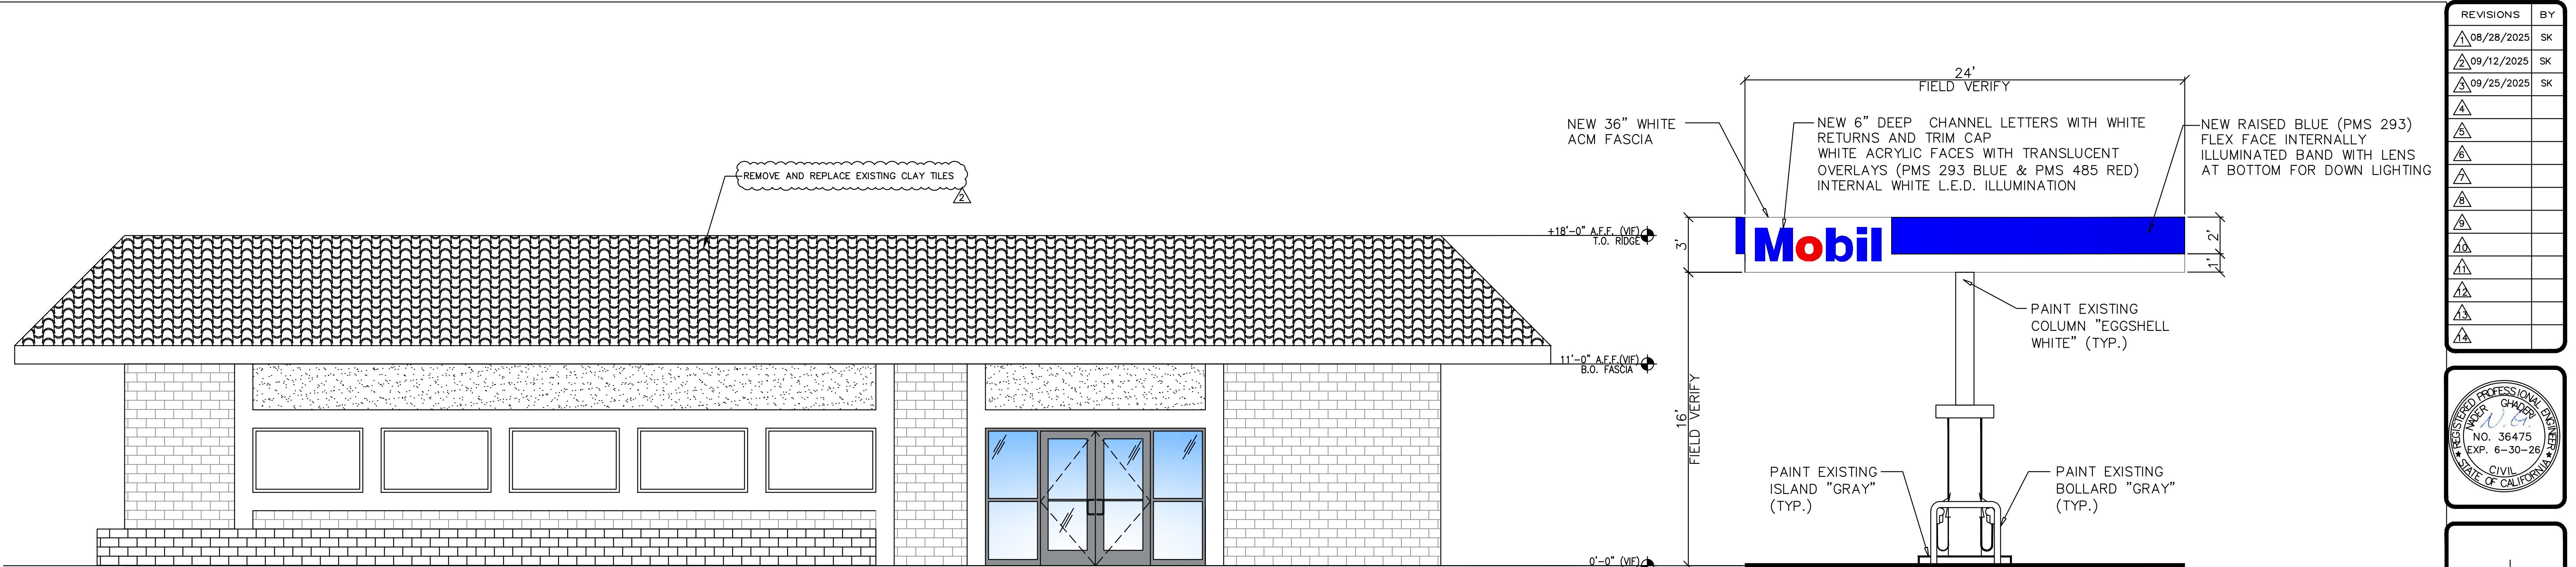 REMOVE AND REPLACE EXISTING CLAY TILES
2
+18'-0" A.F.F. (VIF)
T.O. RIDGE
11'-0" A.F.F.(VIF)
B.O. FASCIA
0'-0" (VIF)
24'
FIELD VERIFY
NEW 36" WHITE
ACM FASCIA
NEW 6" DEEP CHANNEL LETTERS WITH WHITE
RETURNS AND TRIM CAP
WHITE ACRYLIC FACES WITH TRANSLUCENT
OVERLAYS (PMS 293 BLUE & PMS 485 RED)
INTERNAL WHITE L.E.D. ILLUMINATION
NEW RAISED BLUE (PMS 293)
FLEX FACE INTERNALLY
ILLUMINATED BAND WITH LENS
AT BOTTOM FOR DOWN LIGHTING
3'
Mobil
2'
1'
PAINT EXISTING
COLUMN "EGGSHELL
WHITE" (TYP.)
16'
FIELD VERIFY
PAINT EXISTING
ISLAND "GRAY"
(TYP.)
PAINT EXISTING
BOLLARD "GRAY"
(TYP.)
REVISIONS BY
1 08/28/2025 SK
2 09/12/2025 SK
3 09/25/2025 SK
4
5
6
7
8
9
10
11
12
13
14
REGISTERED PROFESSIONAL ENGINEER
NADER GHADERI
N.G.
NO. 36475
EXP. 6-30-26
CIVIL
STATE OF CALIFORNIA